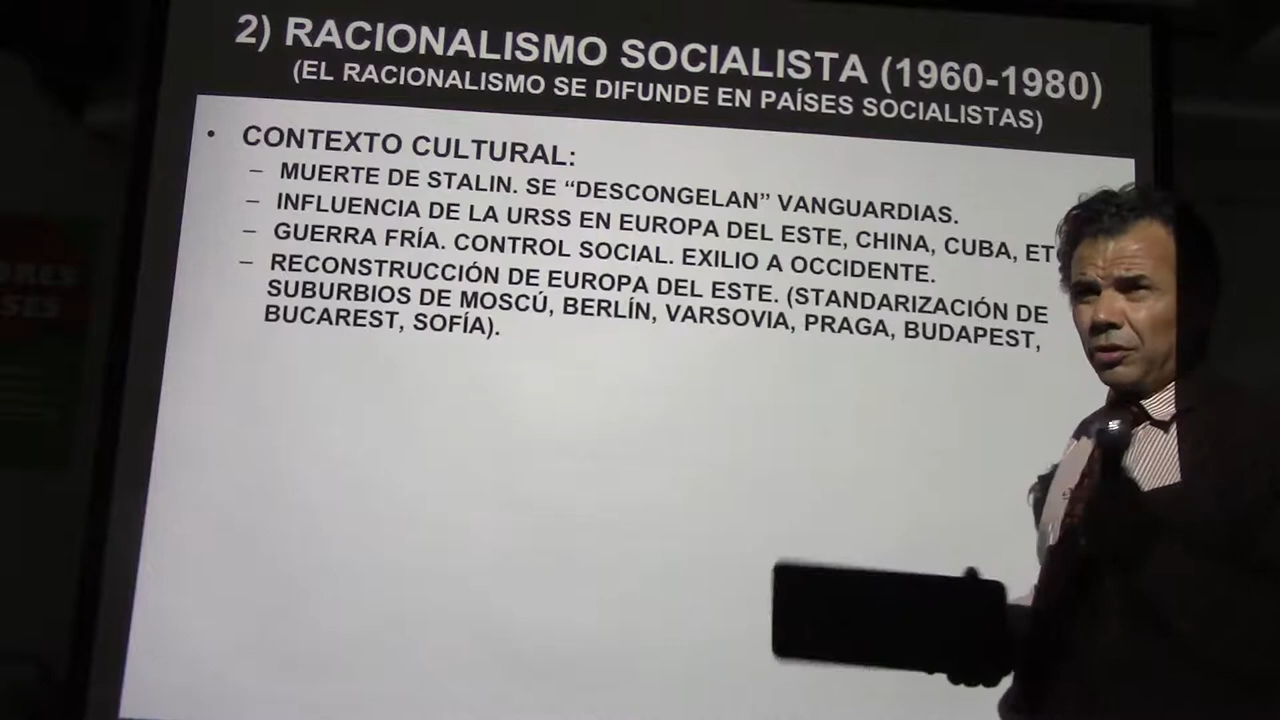 2) RACIONALISMO SOCIALISTA (1960-1980)
(EL RACIONALISMO SE DIFUNDE EN PAÍSES SOCIALISTAS)
• CONTEXTO CULTURAL:
– MUERTE DE STALIN. SE “DESCONGELAN” VANGUARDIAS.
– INFLUENCIA DE LA URSS EN EUROPA DEL ESTE, CHINA, CUBA, ET
– GUERRA FRÍA. CONTROL SOCIAL. EXILIO A OCCIDENTE.
– RECONSTRUCCIÓN DE EUROPA DEL ESTE. (STANDARIZACIÓN DE
SUBURBIOS DE MOSCÚ, BERLÍN, VARSOVIA, PRAGA, BUDAPEST,
BUCAREST, SOFÍA).